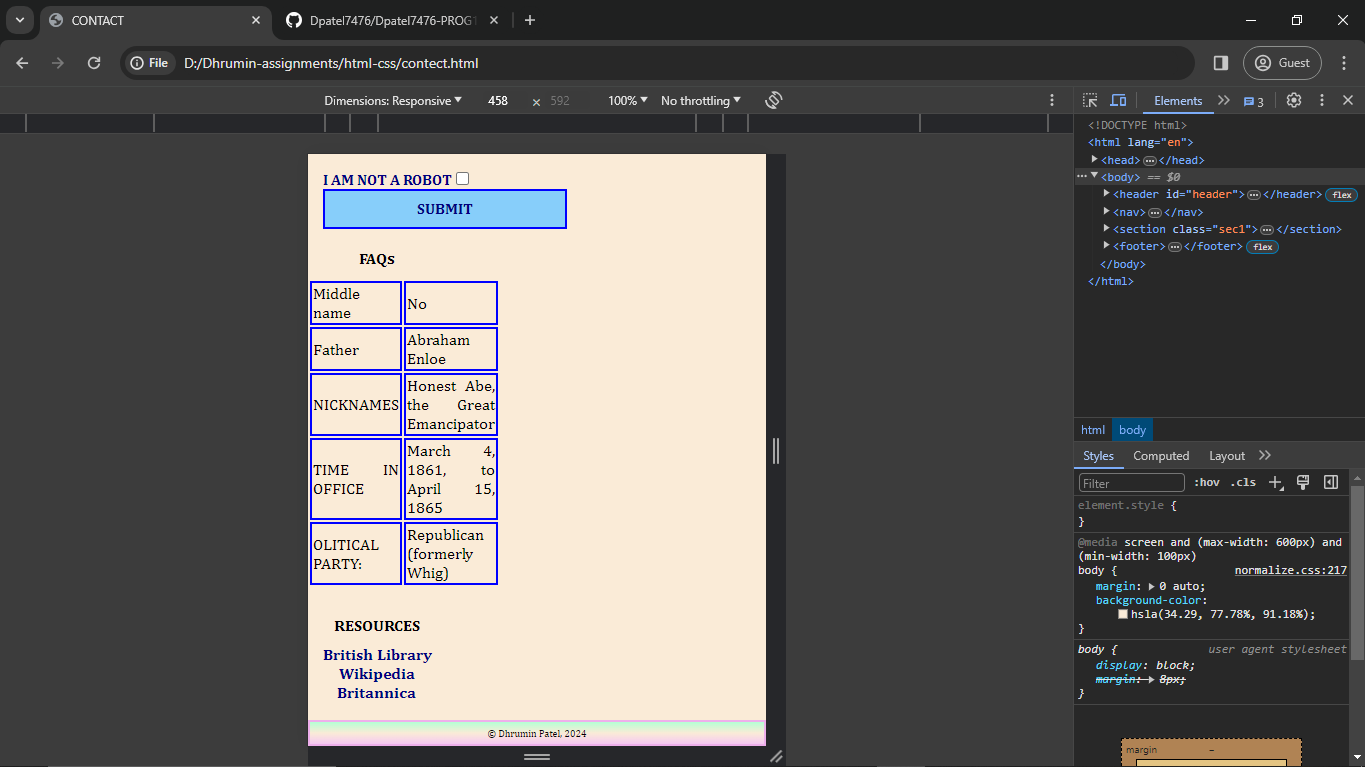 CONTACT
Dpatel7476/Dpatel7476-PROG1
File D:/Dhrumin-assignments/html-css/contect.html
Guest
Dimensions: Responsive 458 × 592 100% No throttling
Elements 3
I AM NOT A ROBOT
SUBMIT
FAQs
Middle name
No
Father
Abraham Enloe
NICKNAMES
Honest Abe, the Great Emancipator
TIME IN OFFICE
March 4, 1861, to April 15, 1865
OLITICAL PARTY:
Republican (formerly Whig)
RESOURCES
British Library
Wikipedia
Britannica
© Dhrumin Patel, 2024
<!DOCTYPE html>
<html lang="en">
<head> … </head>
<body> == $0
<header id="header"> … </header> flex
<nav> … </nav>
<section class="sec1"> … </section>
<footer> … </footer> flex
</body>
</html>
html body
Styles Computed Layout
Filter :hov .cls
element.style {
}
@media screen and (max-width: 600px) and
(min-width: 100px)
body { normalize.css:217
margin: 0 auto;
background-color:
hsla(34.29, 77.78%, 91.18%);
}
body { user agent stylesheet
display: block;
margin: 8px;
}
margin –